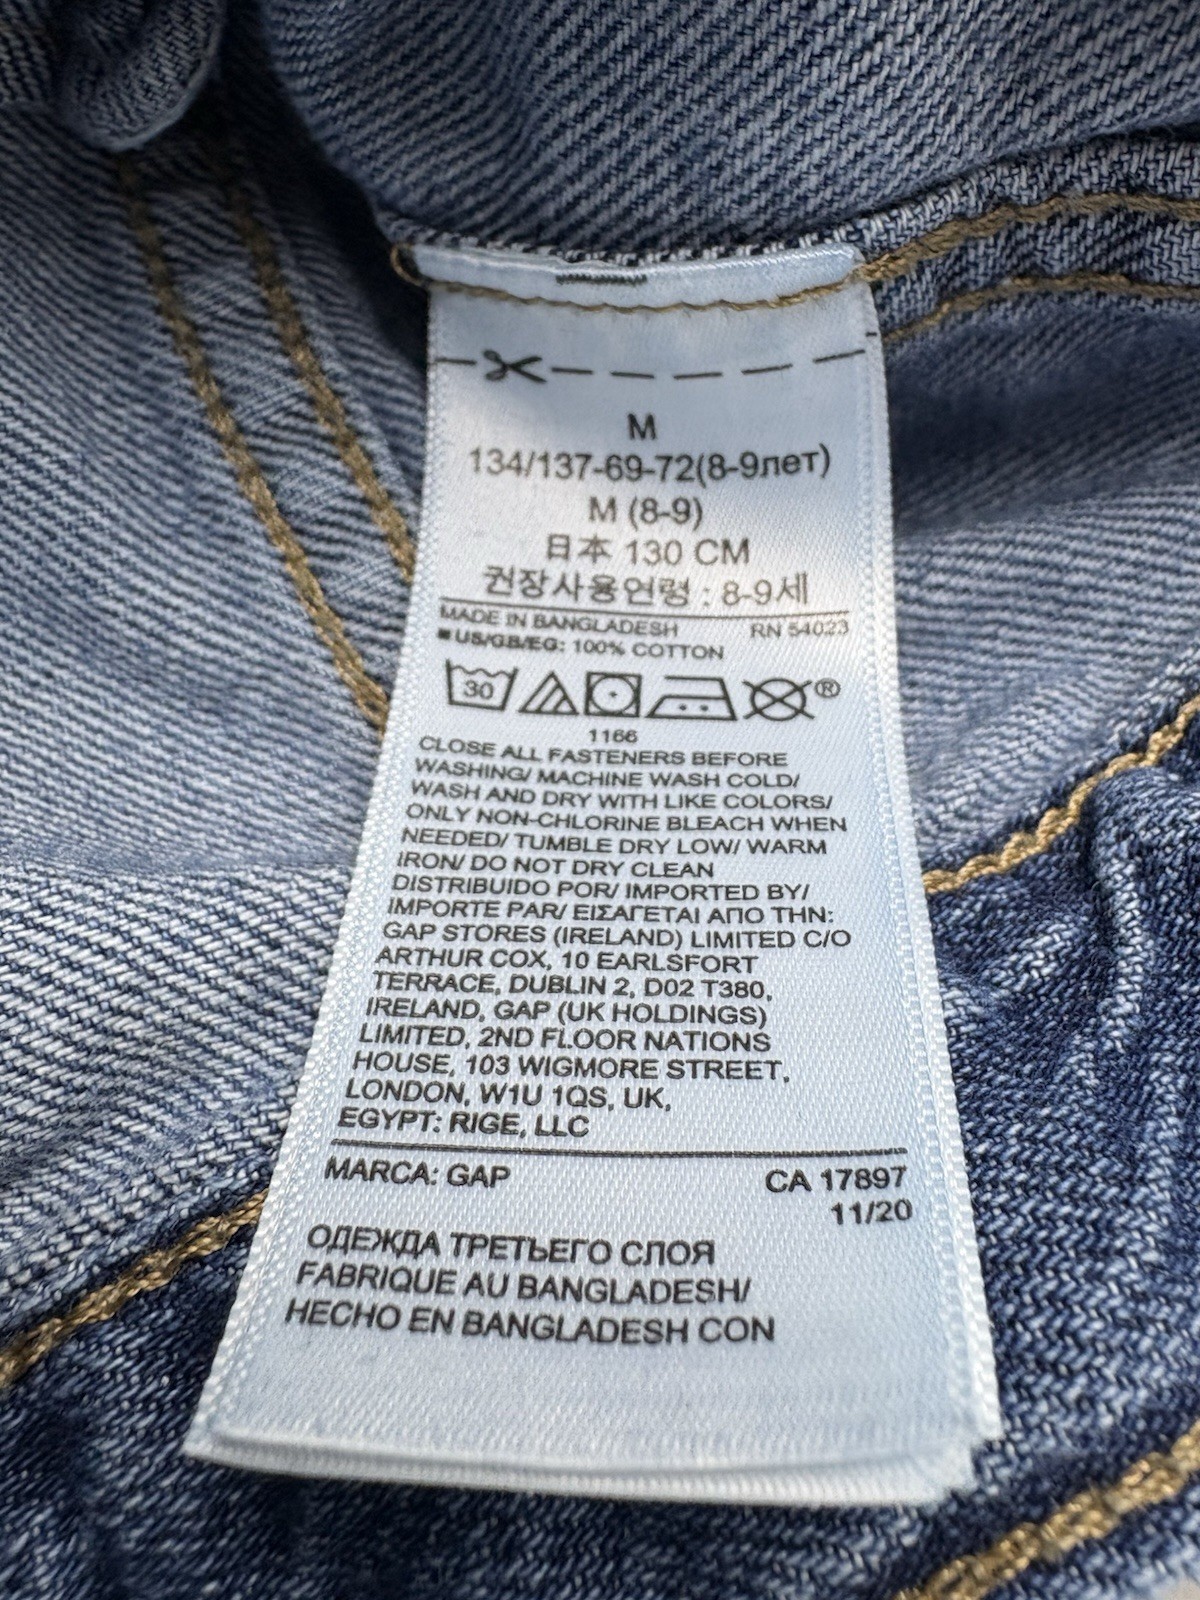 M
134/137-69-72(8-9лет)
M (8-9)
日本 130 CM
권장사용연령 : 8-9세
MADE IN BANGLADESH RN 54023
■ US/GB/EG: 100% COTTON
30 ®
1166
CLOSE ALL FASTENERS BEFORE
WASHING/ MACHINE WASH COLD/
WASH AND DRY WITH LIKE COLORS/
ONLY NON-CHLORINE BLEACH WHEN
NEEDED/ TUMBLE DRY LOW/ WARM
IRON/ DO NOT DRY CLEAN
DISTRIBUIDO POR/ IMPORTED BY/
IMPORTE PAR/ ΕΙΣΑΓΕΤΑΙ ΑΠΟ ΤΗΝ:
GAP STORES (IRELAND) LIMITED C/O
ARTHUR COX, 10 EARLSFORT
TERRACE, DUBLIN 2, D02 T380,
IRELAND, GAP (UK HOLDINGS)
LIMITED, 2ND FLOOR NATIONS
HOUSE, 103 WIGMORE STREET,
LONDON, W1U 1QS, UK,
EGYPT: RIGE, LLC
MARCA: GAP CA 17897
11/20
ОДЕЖДА ТРЕТЬЕГО СЛОЯ
FABRIQUE AU BANGLADESH/
HECHO EN BANGLADESH CON